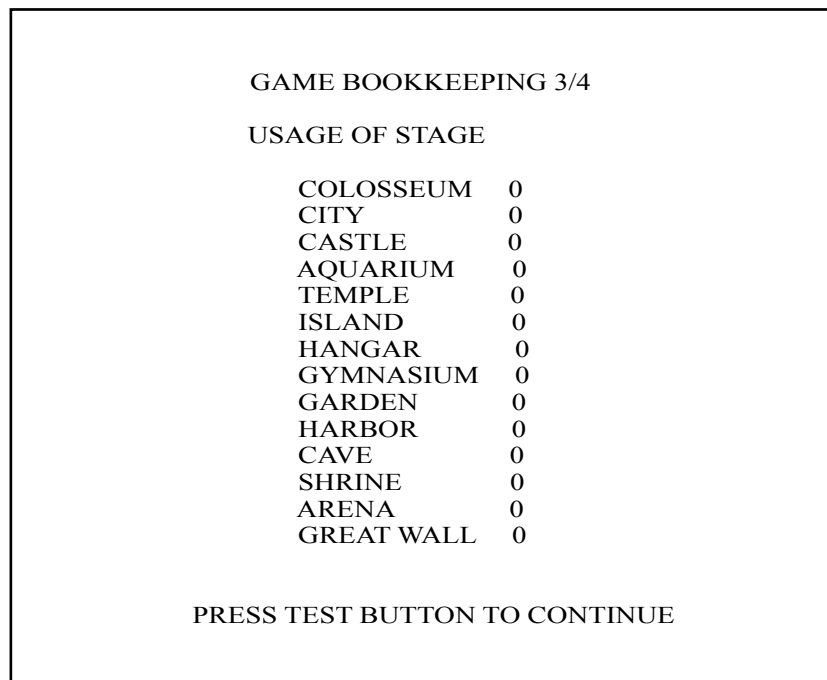 GAME BOOKKEEPING 3/4
USAGE OF STAGE
COLOSSEUM 0
CITY 0
CASTLE 0
AQUARIUM 0
TEMPLE 0
ISLAND 0
HANGAR 0
GYMNASIUM 0
GARDEN 0
HARBOR 0
CAVE 0
SHRINE 0
ARENA 0
GREAT WALL 0
PRESS TEST BUTTON TO CONTINUE